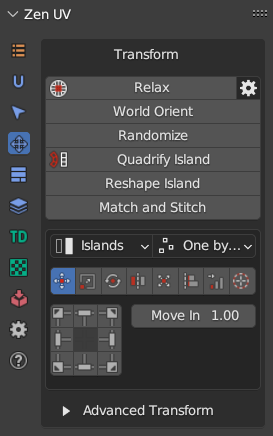 Zen UV
Transform
Relax
World Orient
Randomize
Quadrify Island
Reshape Island
Match and Stitch
TD
Islands One by...
Move In 1.00
Advanced Transform